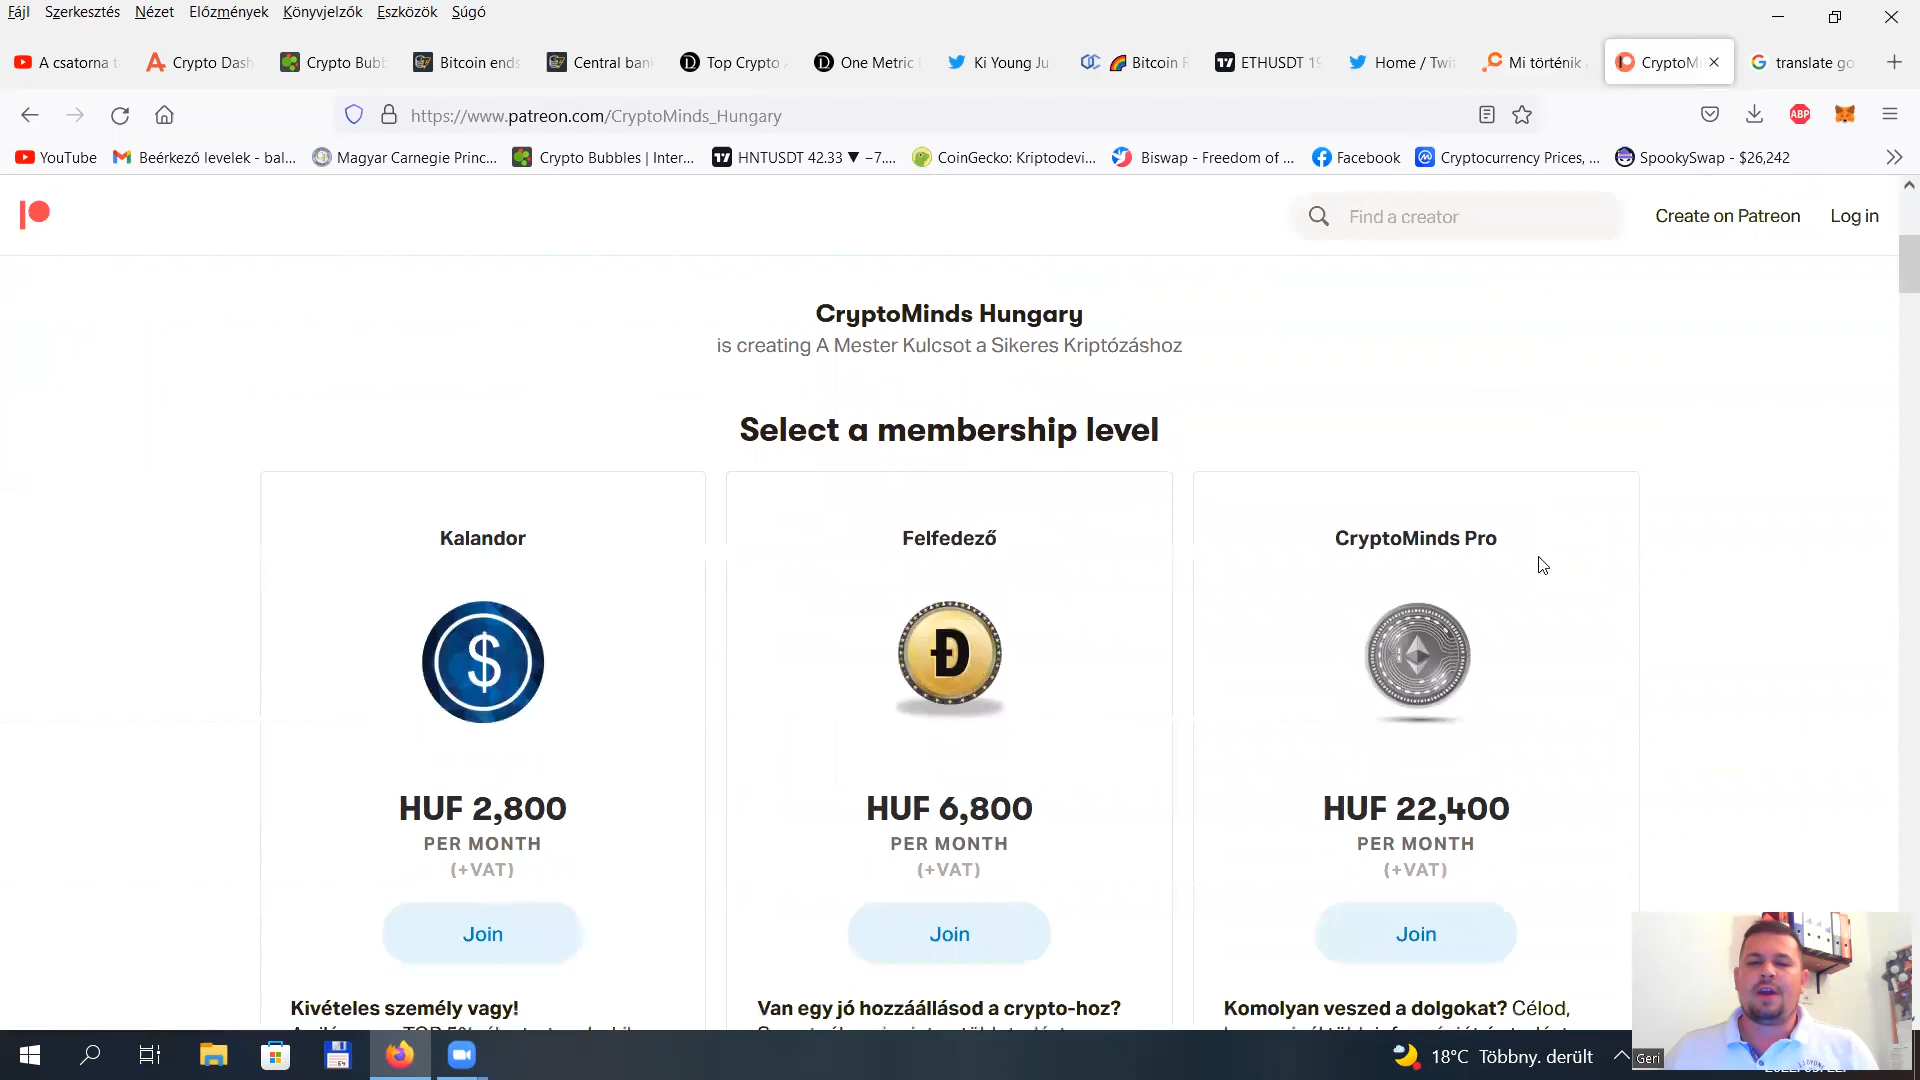 Fájl Szerkesztés Nézet Előzmények Könyvjelzők Eszközök Súgó
A csatorna t
Crypto Dash
Crypto Bubb
Bitcoin ends
Central bank
Top Crypto
One Metric
Ki Young Ju
Bitcoin R
ETHUSDT 19
Home / Twi
Mi történik
CryptoMi
translate go
https://www.patreon.com/CryptoMinds_Hungary
ABP
YouTube
Beérkező levelek - bal...
Magyar Carnegie Princ...
Crypto Bubbles | Inter...
HNTUSDT 42.33 ▼ −7....
CoinGecko: Kriptodevi...
Biswap - Freedom of ...
Facebook
Cryptocurrency Prices, ...
SpookySwap - $26,242
Find a creator
Create on Patreon
Log in
CryptoMinds Hungary
is creating A Mester Kulcsot a Sikeres Kriptózáshoz
Select a membership level
Kalandor
HUF 2,800
PER MONTH
(+VAT)
Join
Kivételes személy vagy!
Felfedező
HUF 6,800
PER MONTH
(+VAT)
Join
Van egy jó hozzáállásod a crypto-hoz?
CryptoMinds Pro
HUF 22,400
PER MONTH
(+VAT)
Join
Komolyan veszed a dolgokat? Célod,
18°C Többny. derült
Geri